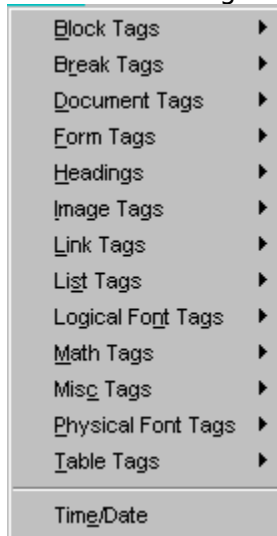 Block Tags
Break Tags
Document Tags
Form Tags
Headings
Image Tags
Link Tags
List Tags
Logical Font Tags
Math Tags
Misc Tags
Physical Font Tags
Table Tags
Time/Date